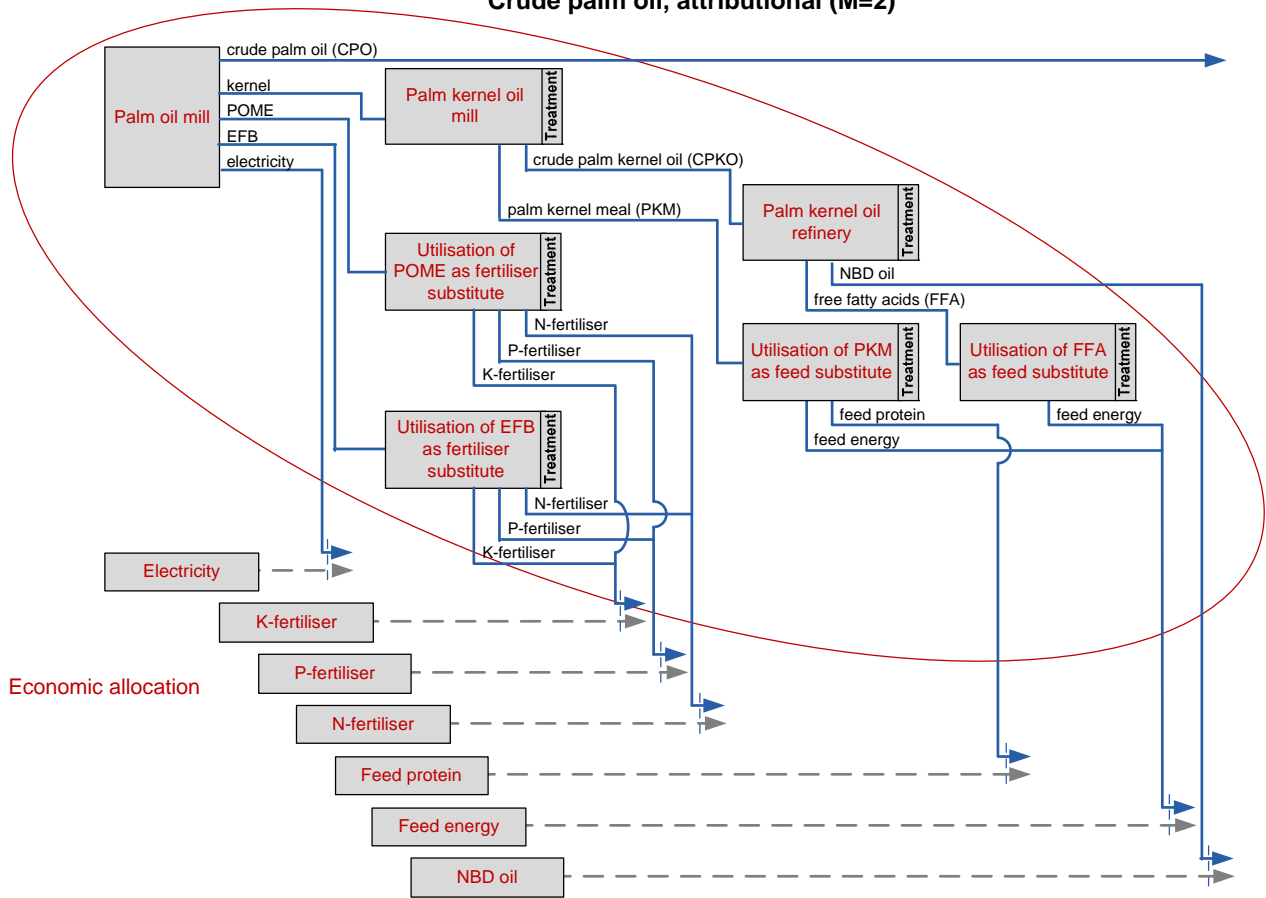 Crude palm oil, attributional (M=2)
crude palm oil (CPO)
kernel
POME
EFB
electricity
Palm oil mill
Palm kernel oil
mill
Treatment
crude palm kernel oil (CPKO)
palm kernel meal (PKM)
Palm kernel oil
refinery
Treatment
NBD oil
free fatty acids (FFA)
Utilisation of
POME as fertiliser
substitute
Treatment
N-fertiliser
P-fertiliser
K-fertiliser
Utilisation of PKM
as feed substitute
Treatment
Utilisation of FFA
as feed substitute
Treatment
feed protein
feed energy
feed energy
Utilisation of EFB
as fertiliser
substitute
Treatment
N-fertiliser
P-fertiliser
K-fertiliser
Electricity
K-fertiliser
P-fertiliser
Economic allocation
N-fertiliser
Feed protein
Feed energy
NBD oil